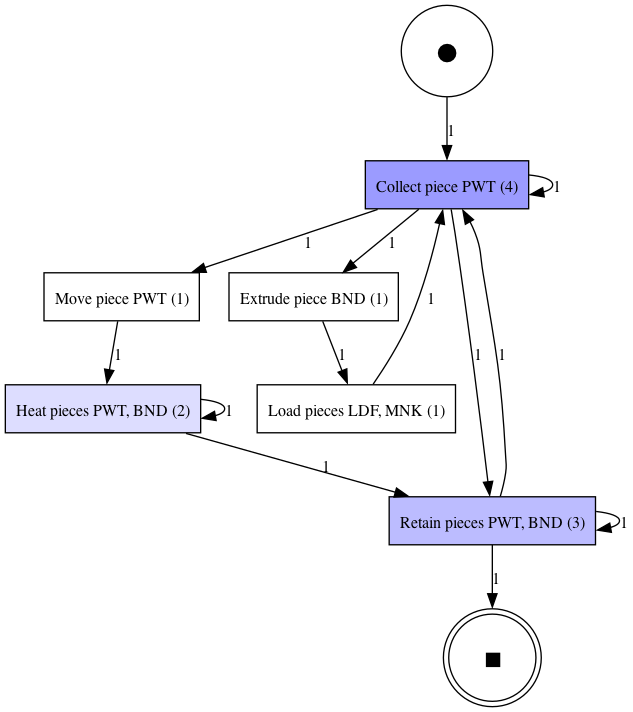 1
Collect piece PWT (4)
1
1
1
Move piece PWT (1)
Extrude piece BND (1)
1
1
1
1
1
Heat pieces PWT, BND (2)
1
Load pieces LDF, MNK (1)
1
Retain pieces PWT, BND (3)
1
1